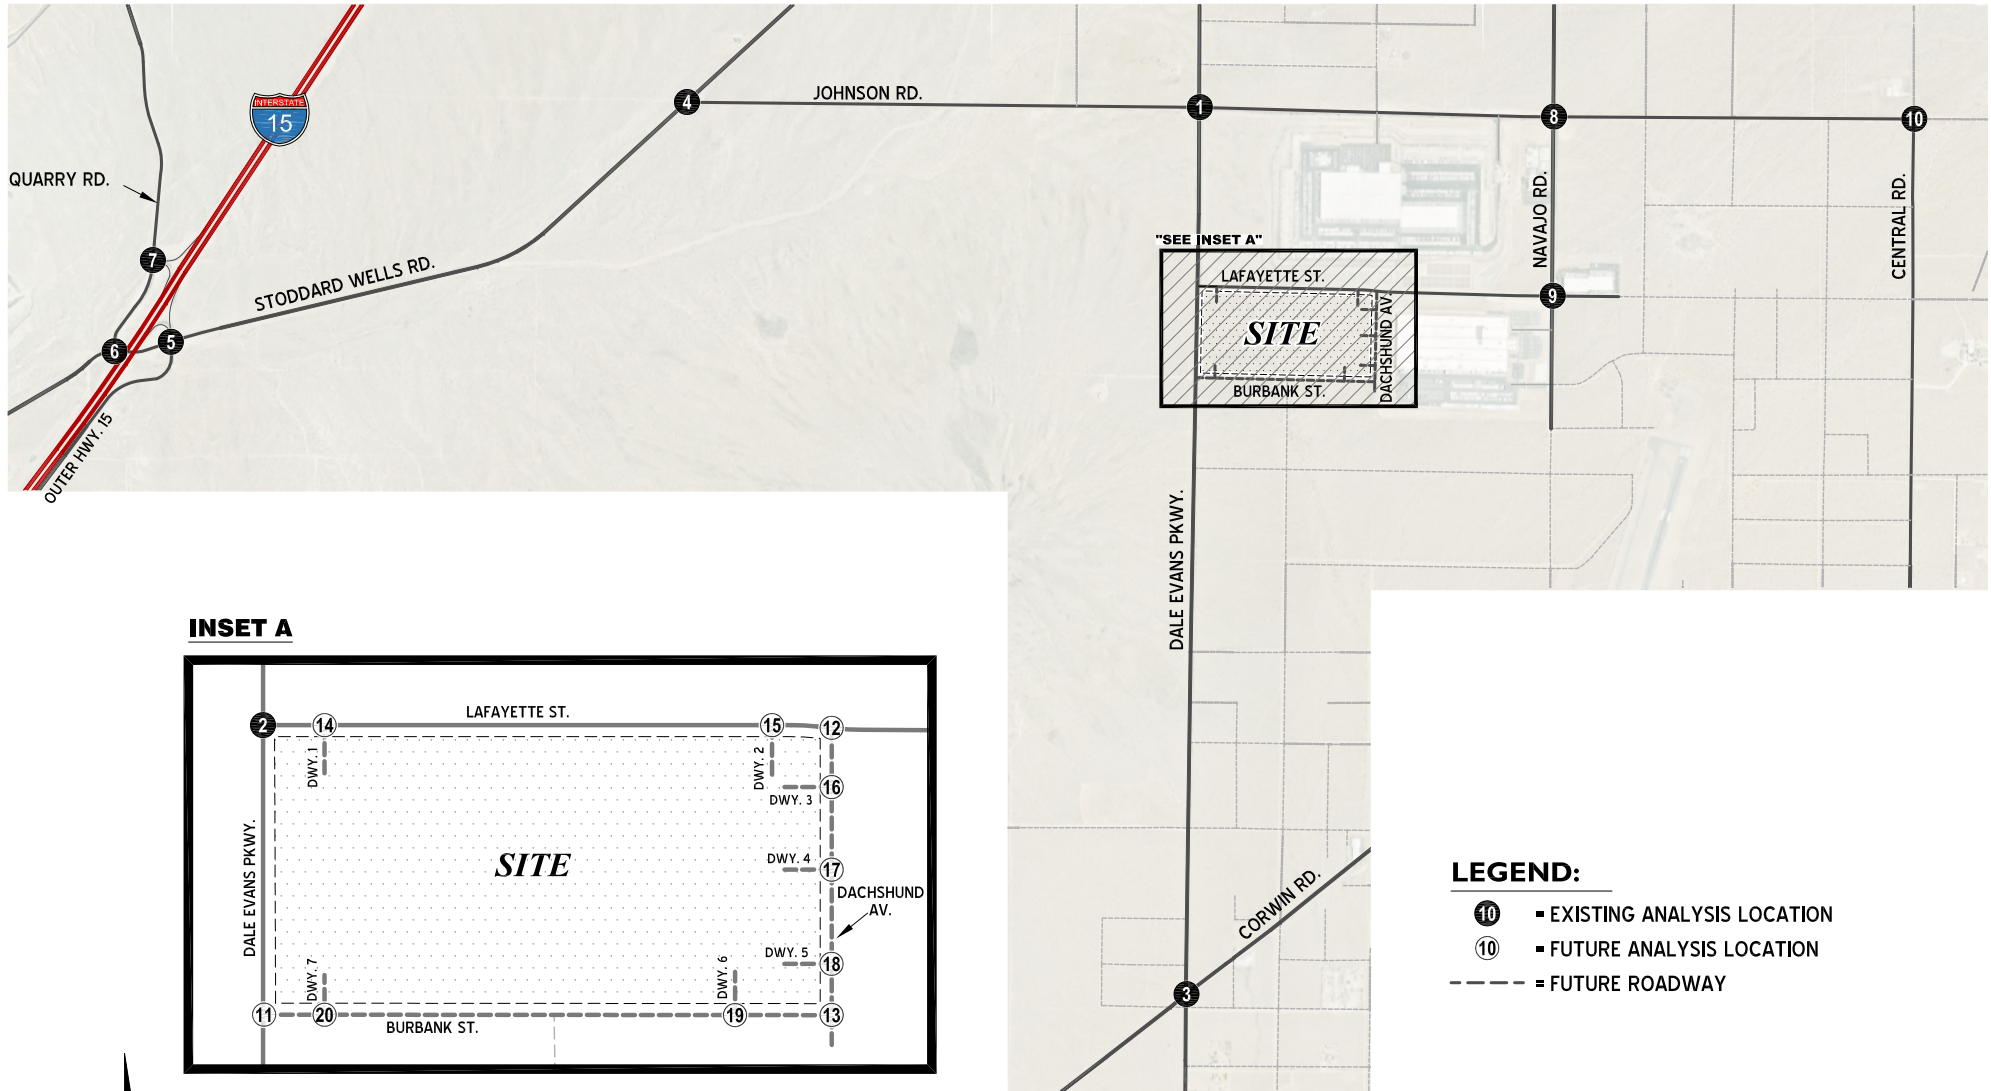 INTERSTATE
15
4
JOHNSON RD.
1
8
10
QUARRY RD.
NAVAJO RD.
CENTRAL RD.
"SEE INSET A"
7
STODDARD WELLS RD.
LAFAYETTE ST.
9
SITE
DACHSHUND AV.
6
5
BURBANK ST.
OUTER HWY. 15
DALE EVANS PKWY.
CORWIN RD.
3
INSET A
2
14
LAFAYETTE ST.
15
12
DWY. 1
DWY. 2
16
DWY. 3
DALE EVANS PKWY.
SITE
DWY. 4
17
DACHSHUND
AV.
DWY. 5
18
DWY. 7
DWY. 6
11
20
19
13
BURBANK ST.
LEGEND:
10 = EXISTING ANALYSIS LOCATION
10 = FUTURE ANALYSIS LOCATION
= FUTURE ROADWAY